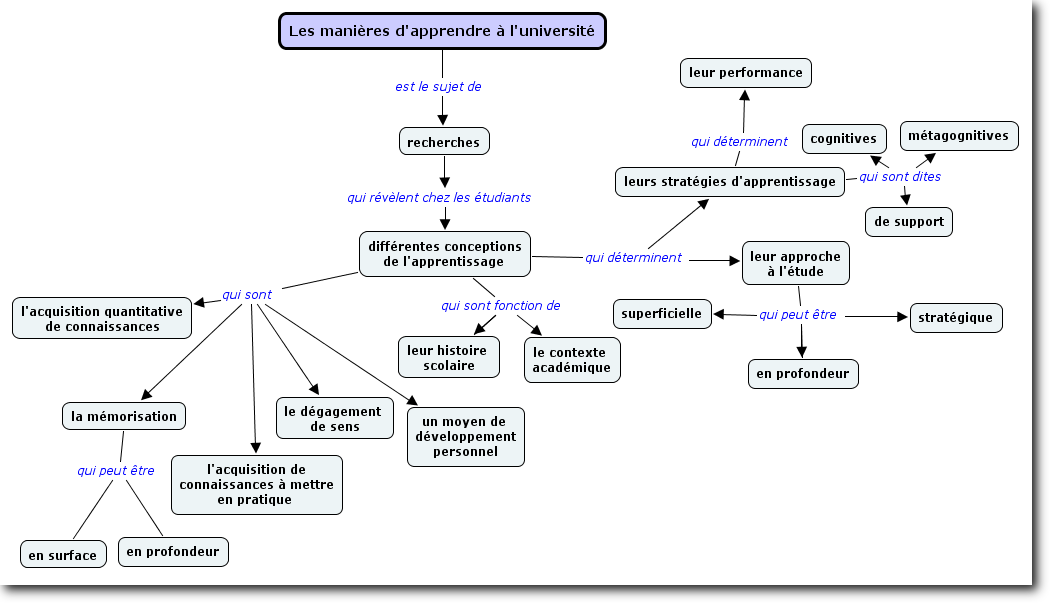 Les manières d'apprendre à l'université
est le sujet de
recherches
qui révèlent chez les étudiants
différentes conceptions
de l'apprentissage
qui déterminent
leurs stratégies d'apprentissage
qui déterminent
leur performance
qui sont dites
cognitives
métagognitives
de support
leur approche
à l'étude
qui peut être
superficielle
stratégique
en profondeur
qui sont fonction de
leur histoire
scolaire
le contexte
académique
qui sont
l'acquisition quantitative
de connaissances
la mémorisation
qui peut être
en surface
en profondeur
l'acquisition de
connaissances à mettre
en pratique
le dégagement
de sens
un moyen de
développement
personnel